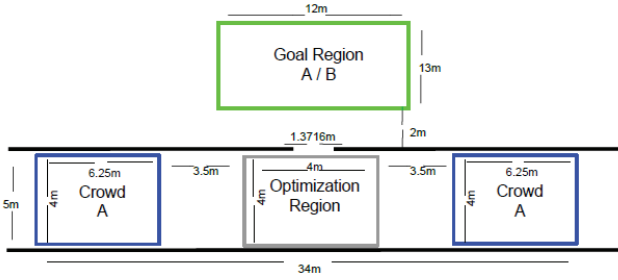 12m
Goal Region
A / B
13m
2m
1.3716m
6.25m
3.5m
4m
3.5m
6.25m
5m
4m
Crowd
A
4m
Optimization
Region
4m
Crowd
A
34m